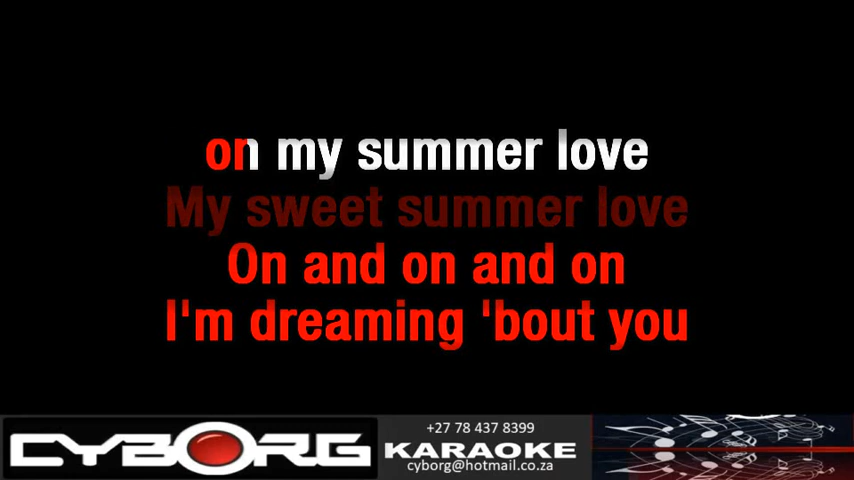 on my summer love
My sweet summer love
On and on and on
I'm dreaming 'bout you
CYBORG
+27 78 437 8399
KARAOKE
cyborg@hotmail.co.za